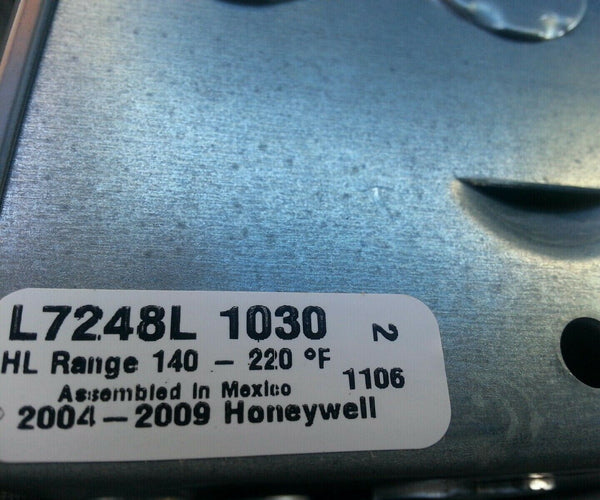 L7248L 1030 2
HL Range 140 - 220 °F
1106
Assembled in Mexico
2004-2009 Honeywell